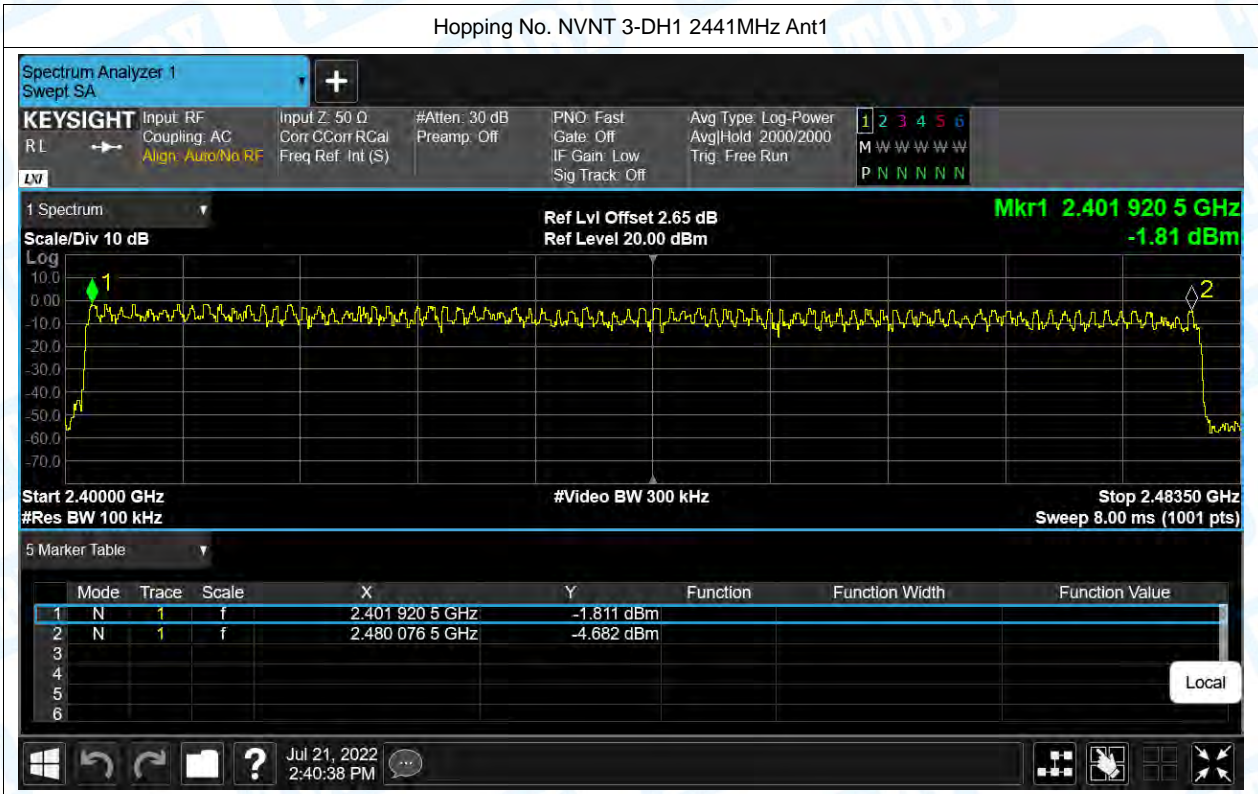 Hopping No. NVNT 3-DH1 2441MHz Ant1
Spectrum Analyzer 1
Swept SA
+
KEYSIGHT Input: RF Input Z: 50 Ω #Atten: 30 dB PNO: Fast Avg Type: Log-Power 1 2 3 4 5 6
RL Coupling: AC Corr CCorr RCal Preamp: Off Gate: Off Avg|Hold: 2000/2000 M W W W W W
Align: Auto/No RF Freq Ref: Int (S) IF Gain: Low Trig: Free Run
LXI Sig Track: Off P N N N N N
1 Spectrum Ref Lvl Offset 2.65 dB Mkr1 2.401 920 5 GHz
Scale/Div 10 dB Ref Level 20.00 dBm -1.81 dBm
Log
10.0 1
0.00 2
-10.0
-20.0
-30.0
-40.0
-50.0
-60.0
-70.0
Start 2.40000 GHz #Video BW 300 kHz Stop 2.48350 GHz
#Res BW 100 kHz Sweep 8.00 ms (1001 pts)
5 Marker Table
Mode Trace Scale X Y Function Function Width Function Value
1 N 1 f 2.401 920 5 GHz -1.811 dBm
2 N 1 f 2.480 076 5 GHz -4.682 dBm
3
4
5
6
Local
? Jul 21, 2022
2:40:38 PM